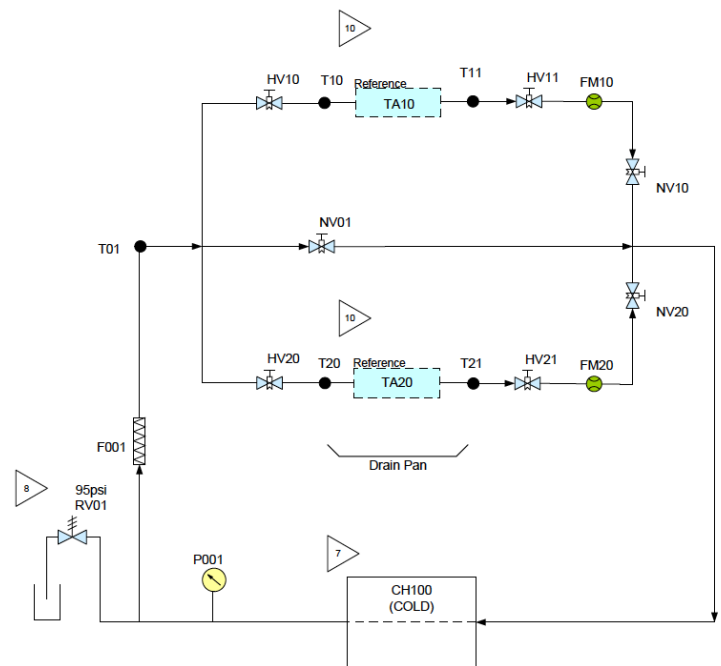 10
HV10
T10
Reference
TA10
T11
HV11
FM10
NV10
T01
NV01
NV20
10
HV20
T20
Reference
TA20
T21
HV21
FM20
F001
Drain Pan
8
95psi
RV01
P001
7
CH100
(COLD)